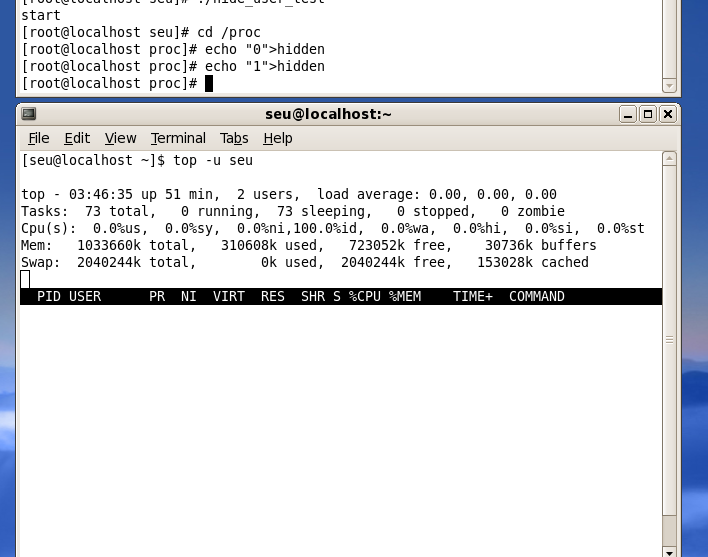 [root@localhost seu]# ./hide_user_test
start
[root@localhost seu]# cd /proc
[root@localhost proc]# echo "0">hidden
[root@localhost proc]# echo "1">hidden
[root@localhost proc]#
seu@localhost:~
File Edit View Terminal Tabs Help
[seu@localhost ~]$ top -u seu
top - 03:46:35 up 51 min,  2 users,  load average: 0.00, 0.00, 0.00
Tasks:  73 total,   0 running,  73 sleeping,   0 stopped,   0 zombie
Cpu(s):  0.0%us,  0.0%sy,  0.0%ni,100.0%id,  0.0%wa,  0.0%hi,  0.0%si,  0.0%st
Mem:   1033660k total,   310608k used,   723052k free,    30736k buffers
Swap:  2040244k total,        0k used,  2040244k free,   153028k cached
  PID USER      PR  NI  VIRT  RES  SHR S %CPU %MEM    TIME+  COMMAND